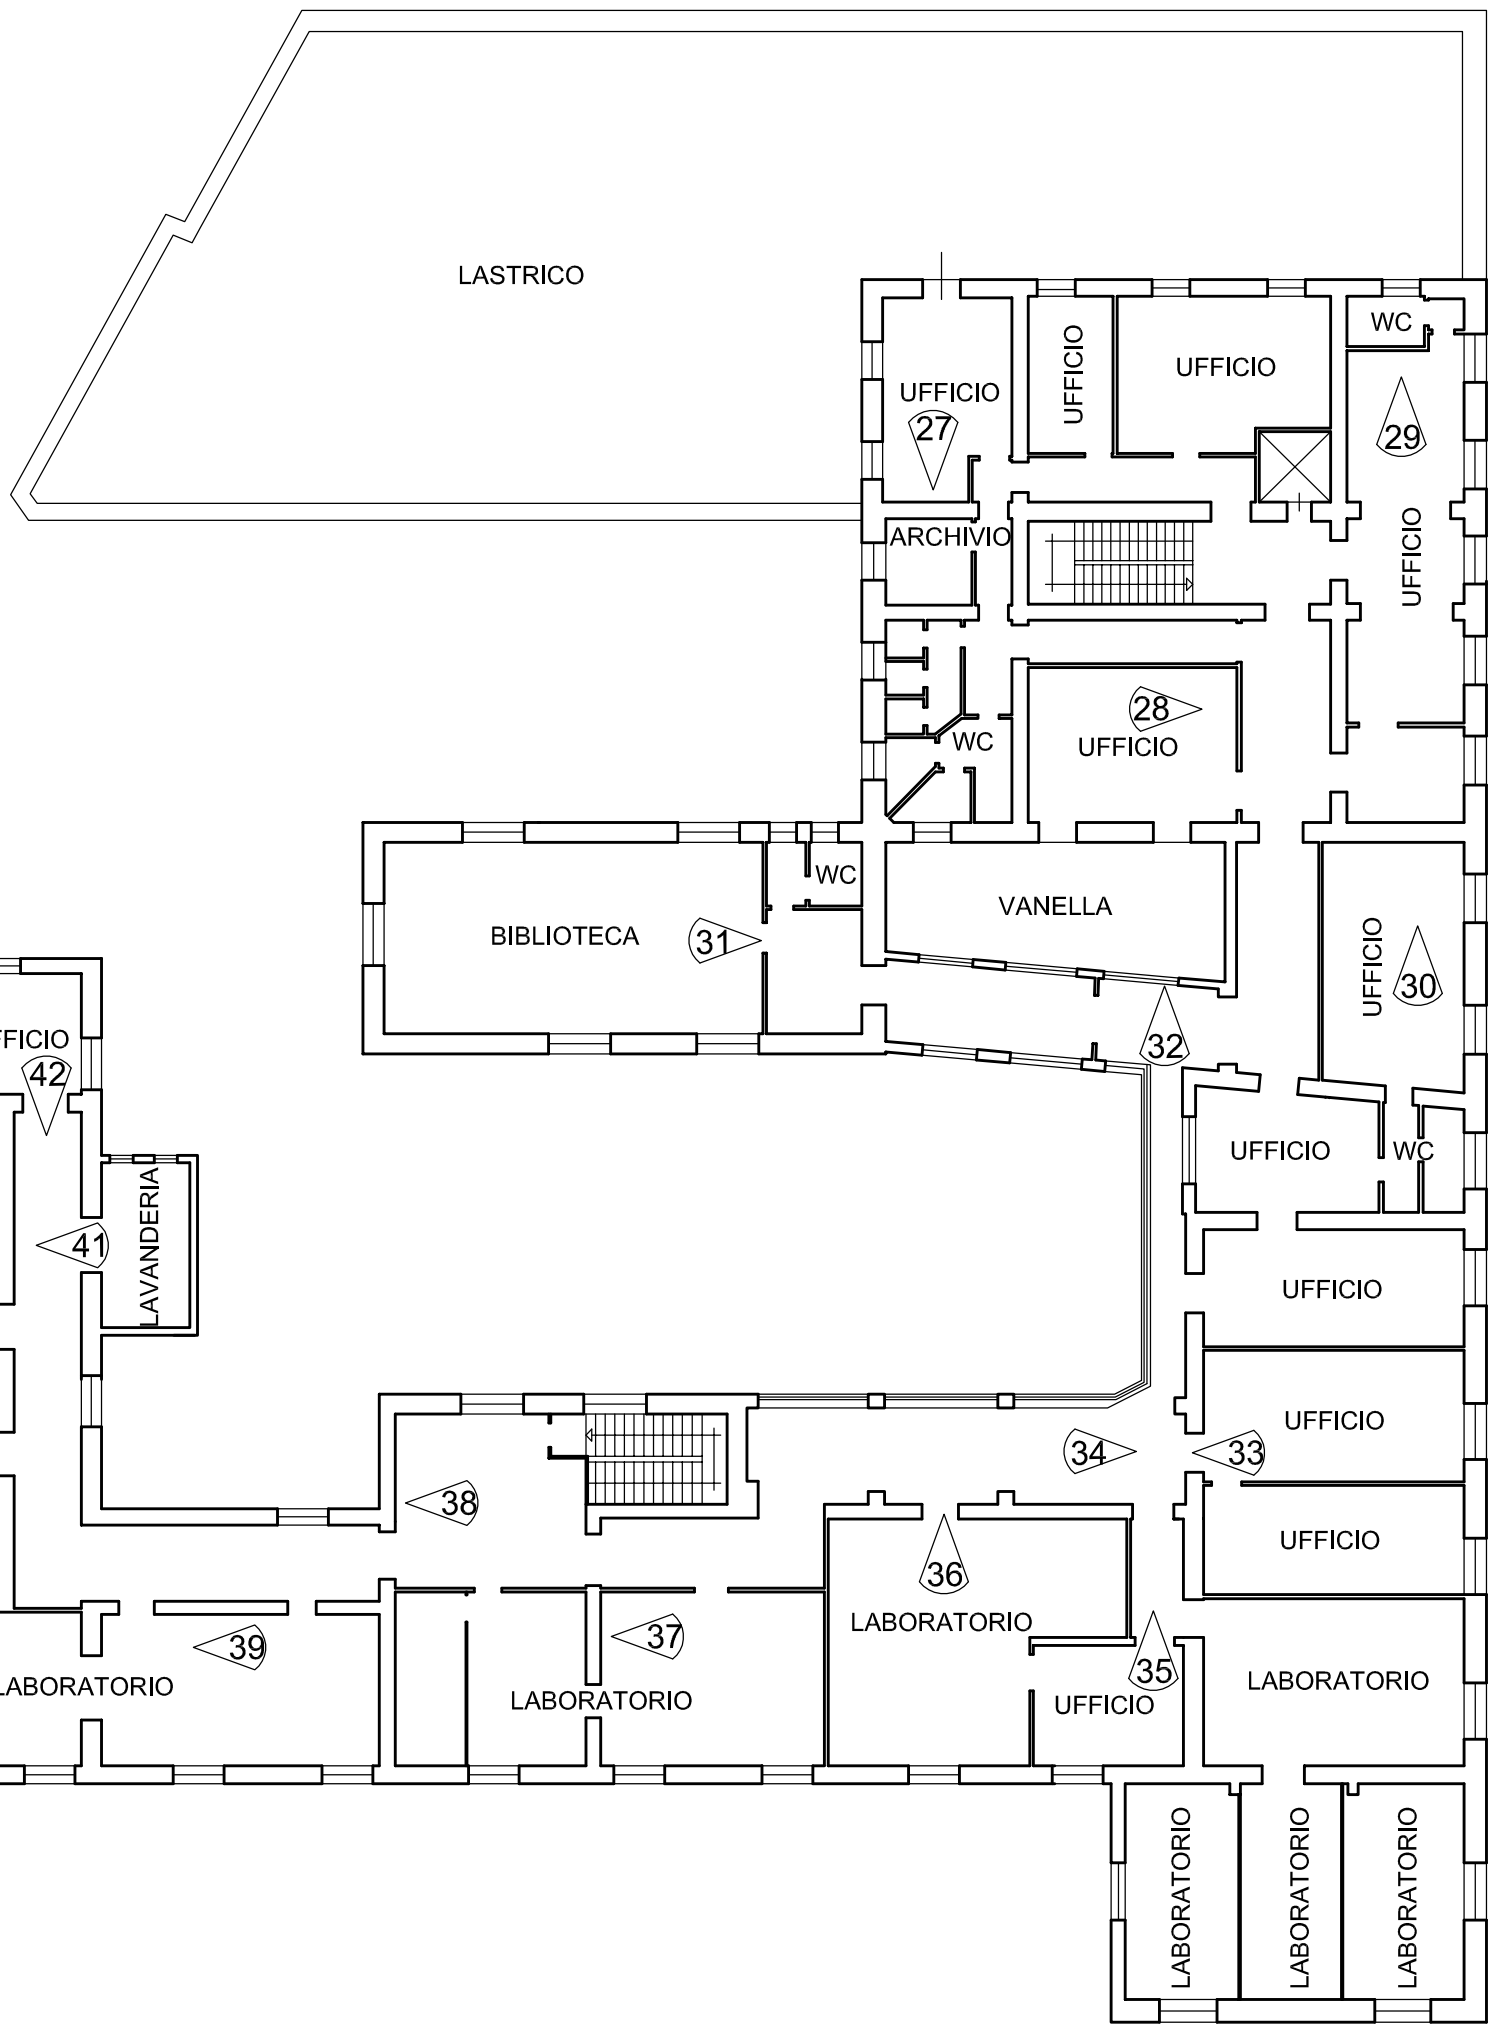 LASTRICO
WC
UFFICIO
UFFICIO
UFFICIO
27
29
ARCHIVIO
UFFICIO
28
UFFICIO
WC
WC
VANELLA
BIBLIOTECA
31
UFFICIO
30
FFICIO
42
32
UFFICIO
WC
41
LAVANDERIA
UFFICIO
UFFICIO
34
33
38
UFFICIO
36
LABORATORIO
37
39
35
LABORATORIO
LABORATORIO
LABORATORIO
UFFICIO
LABORATORIO
LABORATORIO
LABORATORIO